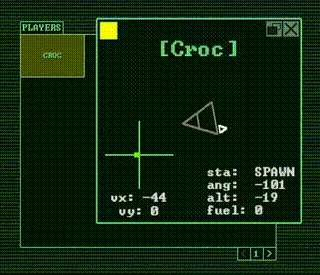 PLAYERS
CROC
[Croc]
sta: SPAWN
ang: -101
alt: -19
fuel: 0
vx: -44
vy: 0
< 1 >